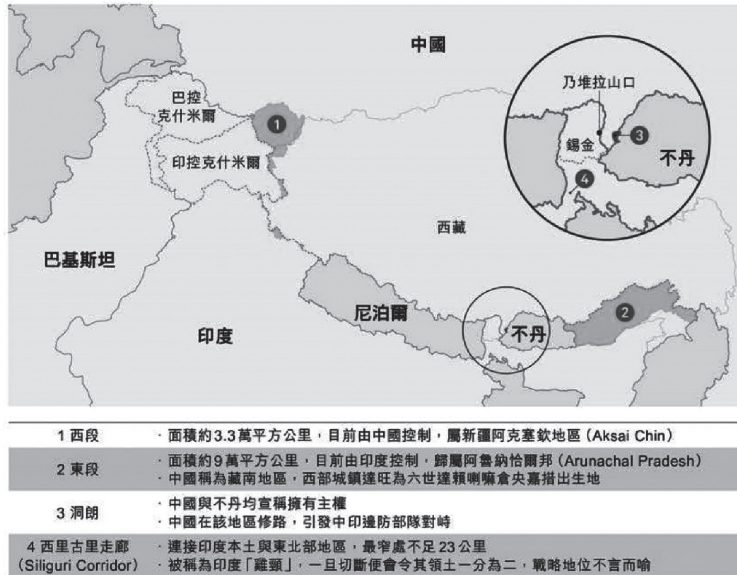 中國
巴控
克什米爾
1
印控克什米爾
乃堆拉山口
3
錫金
不丹
4
西藏
巴基斯坦
尼泊爾
不丹
2
印度
1 西段 ·面積約3.3萬平方公里，目前由中國控制，屬新疆阿克塞欽地區（Aksai Chin）
2 東段 ·面積約9萬平方公里，目前由印度控制，歸屬阿魯納恰爾邦（Arunachal Pradesh）
·中國稱為藏南地區，西部城鎮達旺為六世達賴喇嘛倉央嘉措出生地
3 洞朗 ·中國與不丹均宣稱擁有主權
·中國在該地區修路，引發中印邊防部隊對峙
4 西里古里走廊 ·連接印度本土與東北部地區，最窄處不足23公里
（Siliguri Corridor） ·被稱為印度「雞頸」，一旦切斷便會令其領土一分為二，戰略地位不言而喻